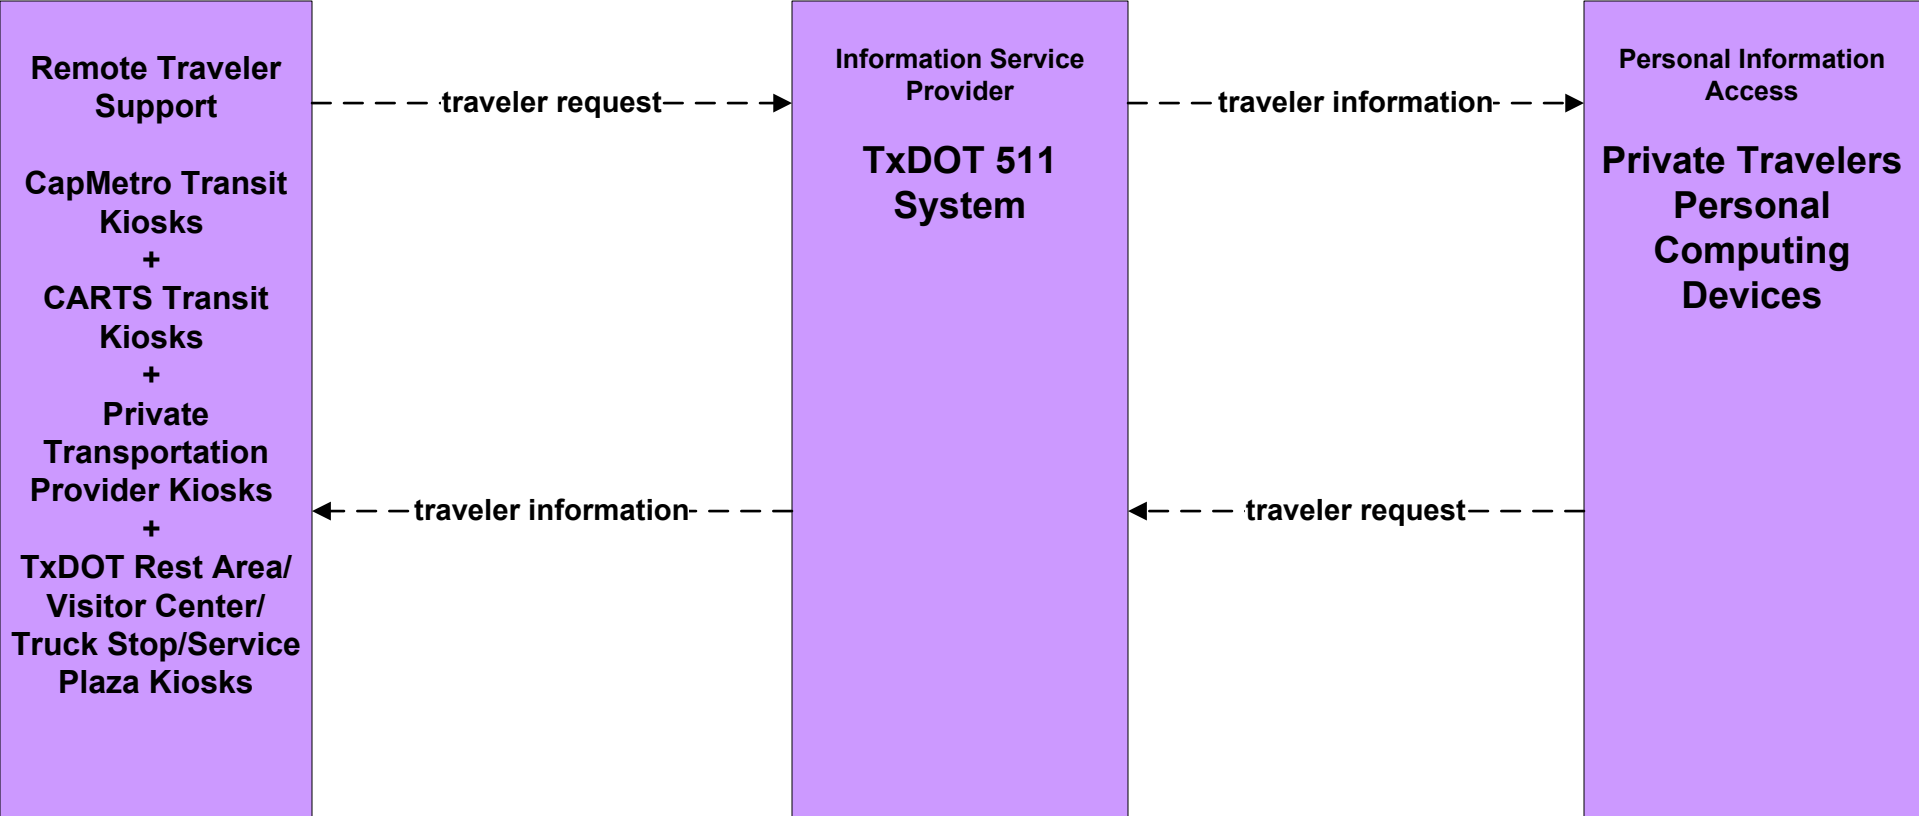 Remote Traveler
Support
CapMetro Transit
Kiosks
+
CARTS Transit
Kiosks
+
Private
Transportation
Provider Kiosks
+
TxDOT Rest Area/
Visitor Center/
Truck Stop/Service
Plaza Kiosks
traveler request
traveler information
Information Service
Provider
TxDOT 511
System
traveler information
traveler request
Personal Information
Access
Private Travelers
Personal
Computing
Devices